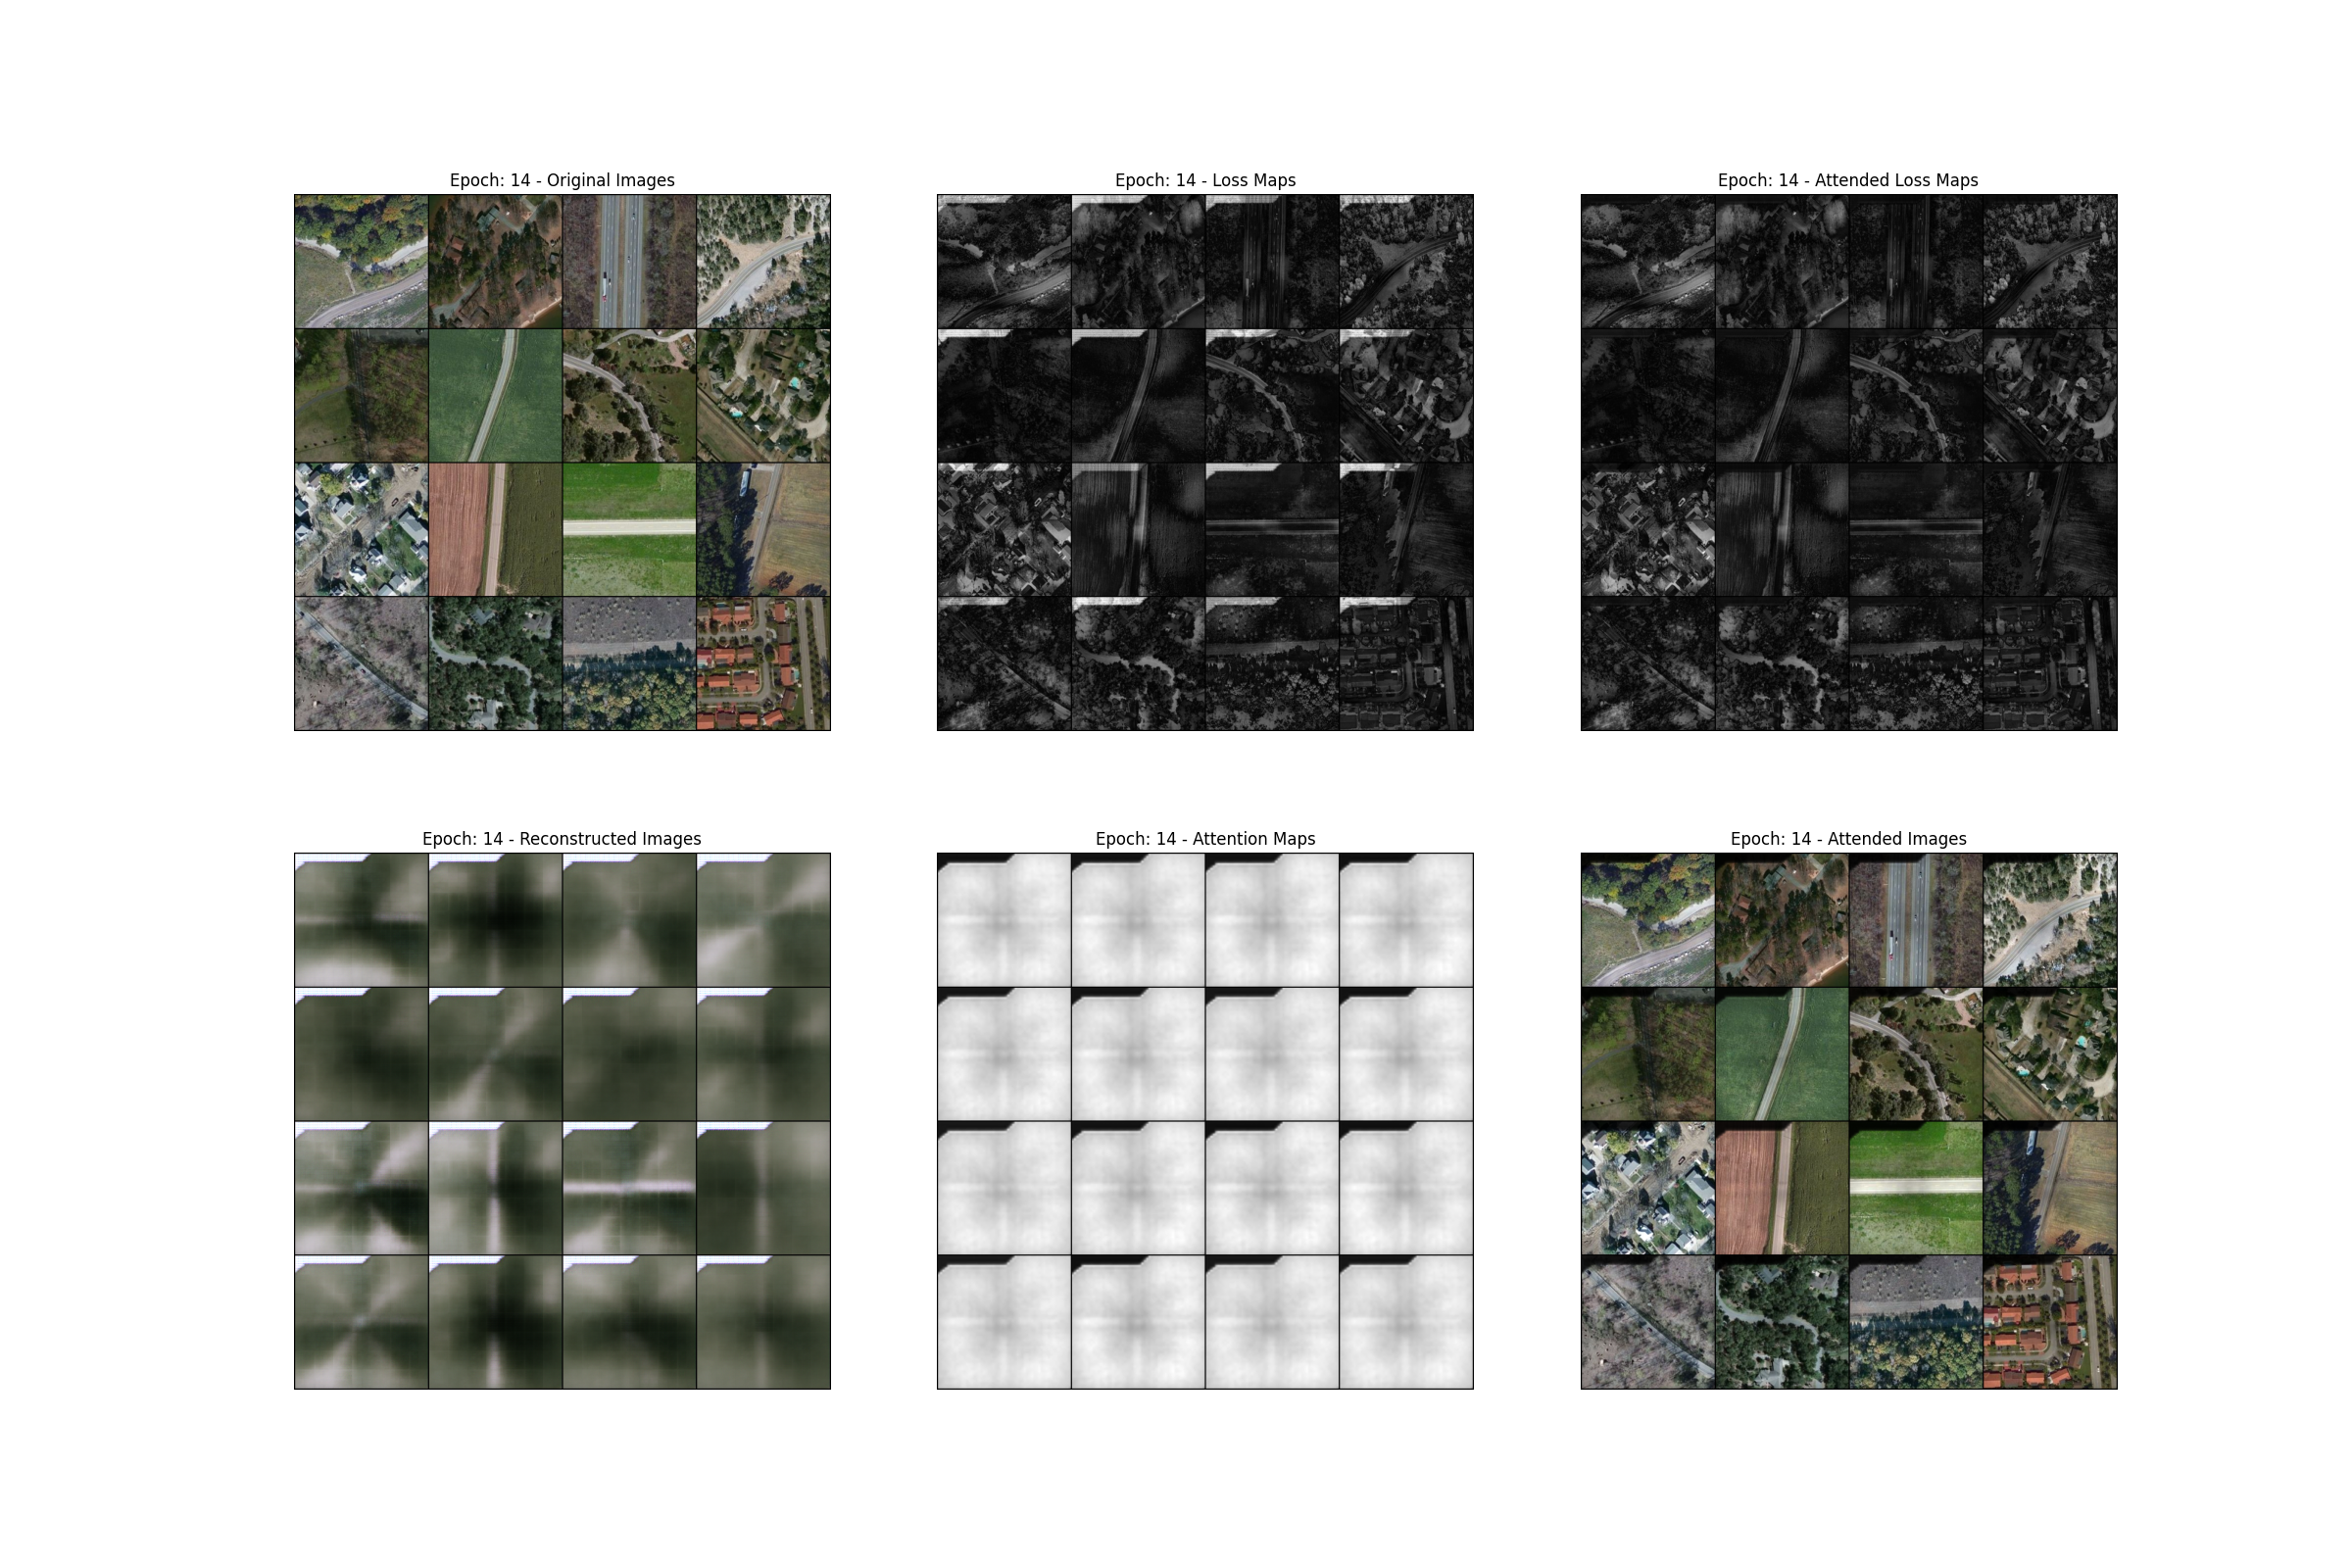 Epoch: 14 - Original Images
Epoch: 14 - Loss Maps
Epoch: 14 - Attended Loss Maps
Epoch: 14 - Reconstructed Images
Epoch: 14 - Attention Maps
Epoch: 14 - Attended Images